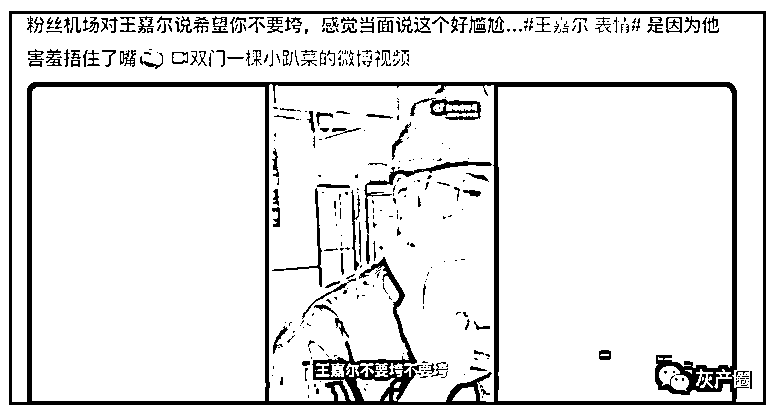 粉丝机场对王嘉尔说希望你不要垮，感觉当面说这个好尴尬...#王嘉尔 表情# 是因为他
害羞捂住了嘴 双门一棵小趴菜的微博视频
王嘉尔不要垮不要垮
灰产圈